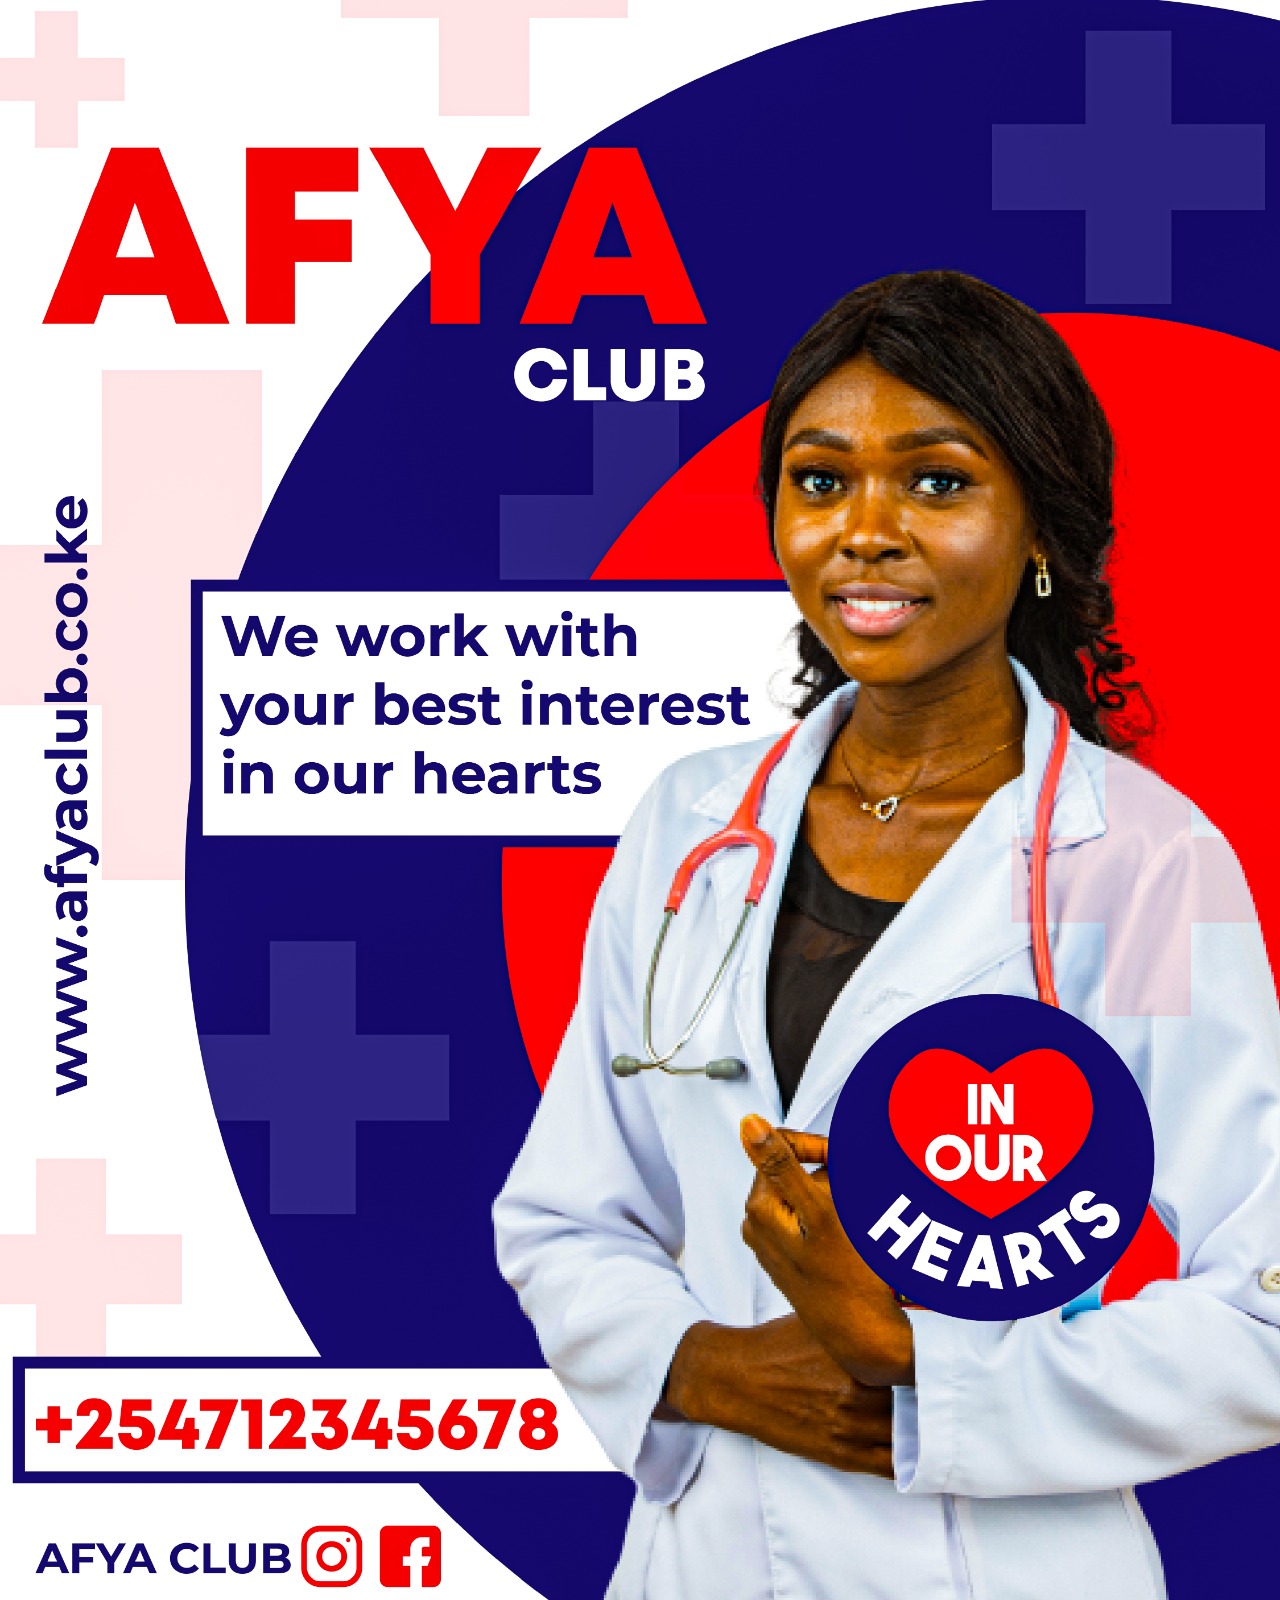 AFYA
CLUB
www.afyaclub.co.ke
We work with
your best interest
in our hearts
IN
OUR
HEARTS
+254712345678
AFYA CLUB